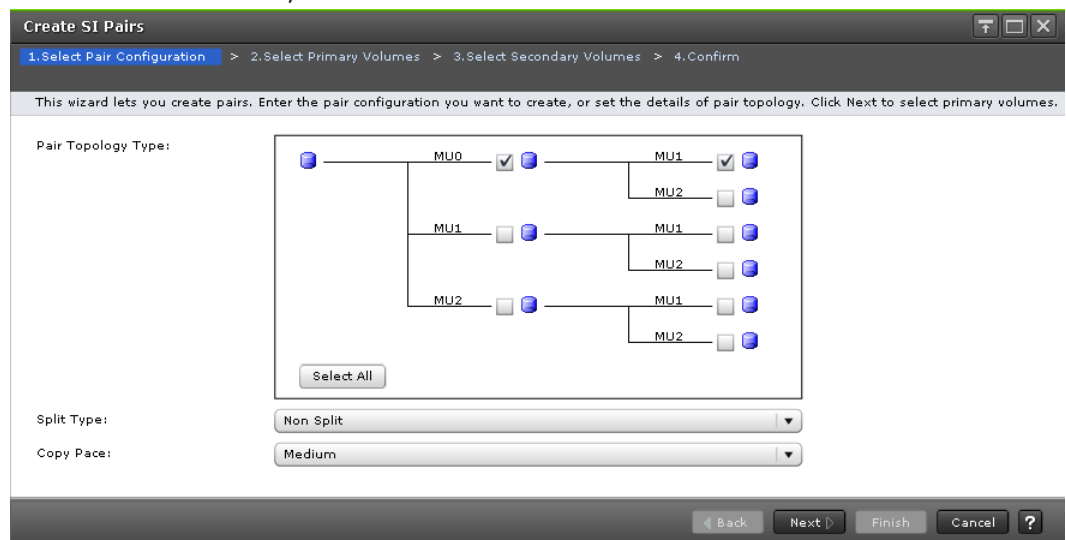 Create SI Pairs
1.Select Pair Configuration > 2.Select Primary Volumes > 3.Select Secondary Volumes > 4.Confirm
This wizard lets you create pairs. Enter the pair configuration you want to create, or set the details of pair topology. Click Next to select primary volumes.
Pair Topology Type:
MU0 MU1
MU2
MU1 MU1
MU2
MU2 MU1
MU2
Select All
Split Type: Non Split
Copy Pace: Medium
Back Next Finish Cancel ?